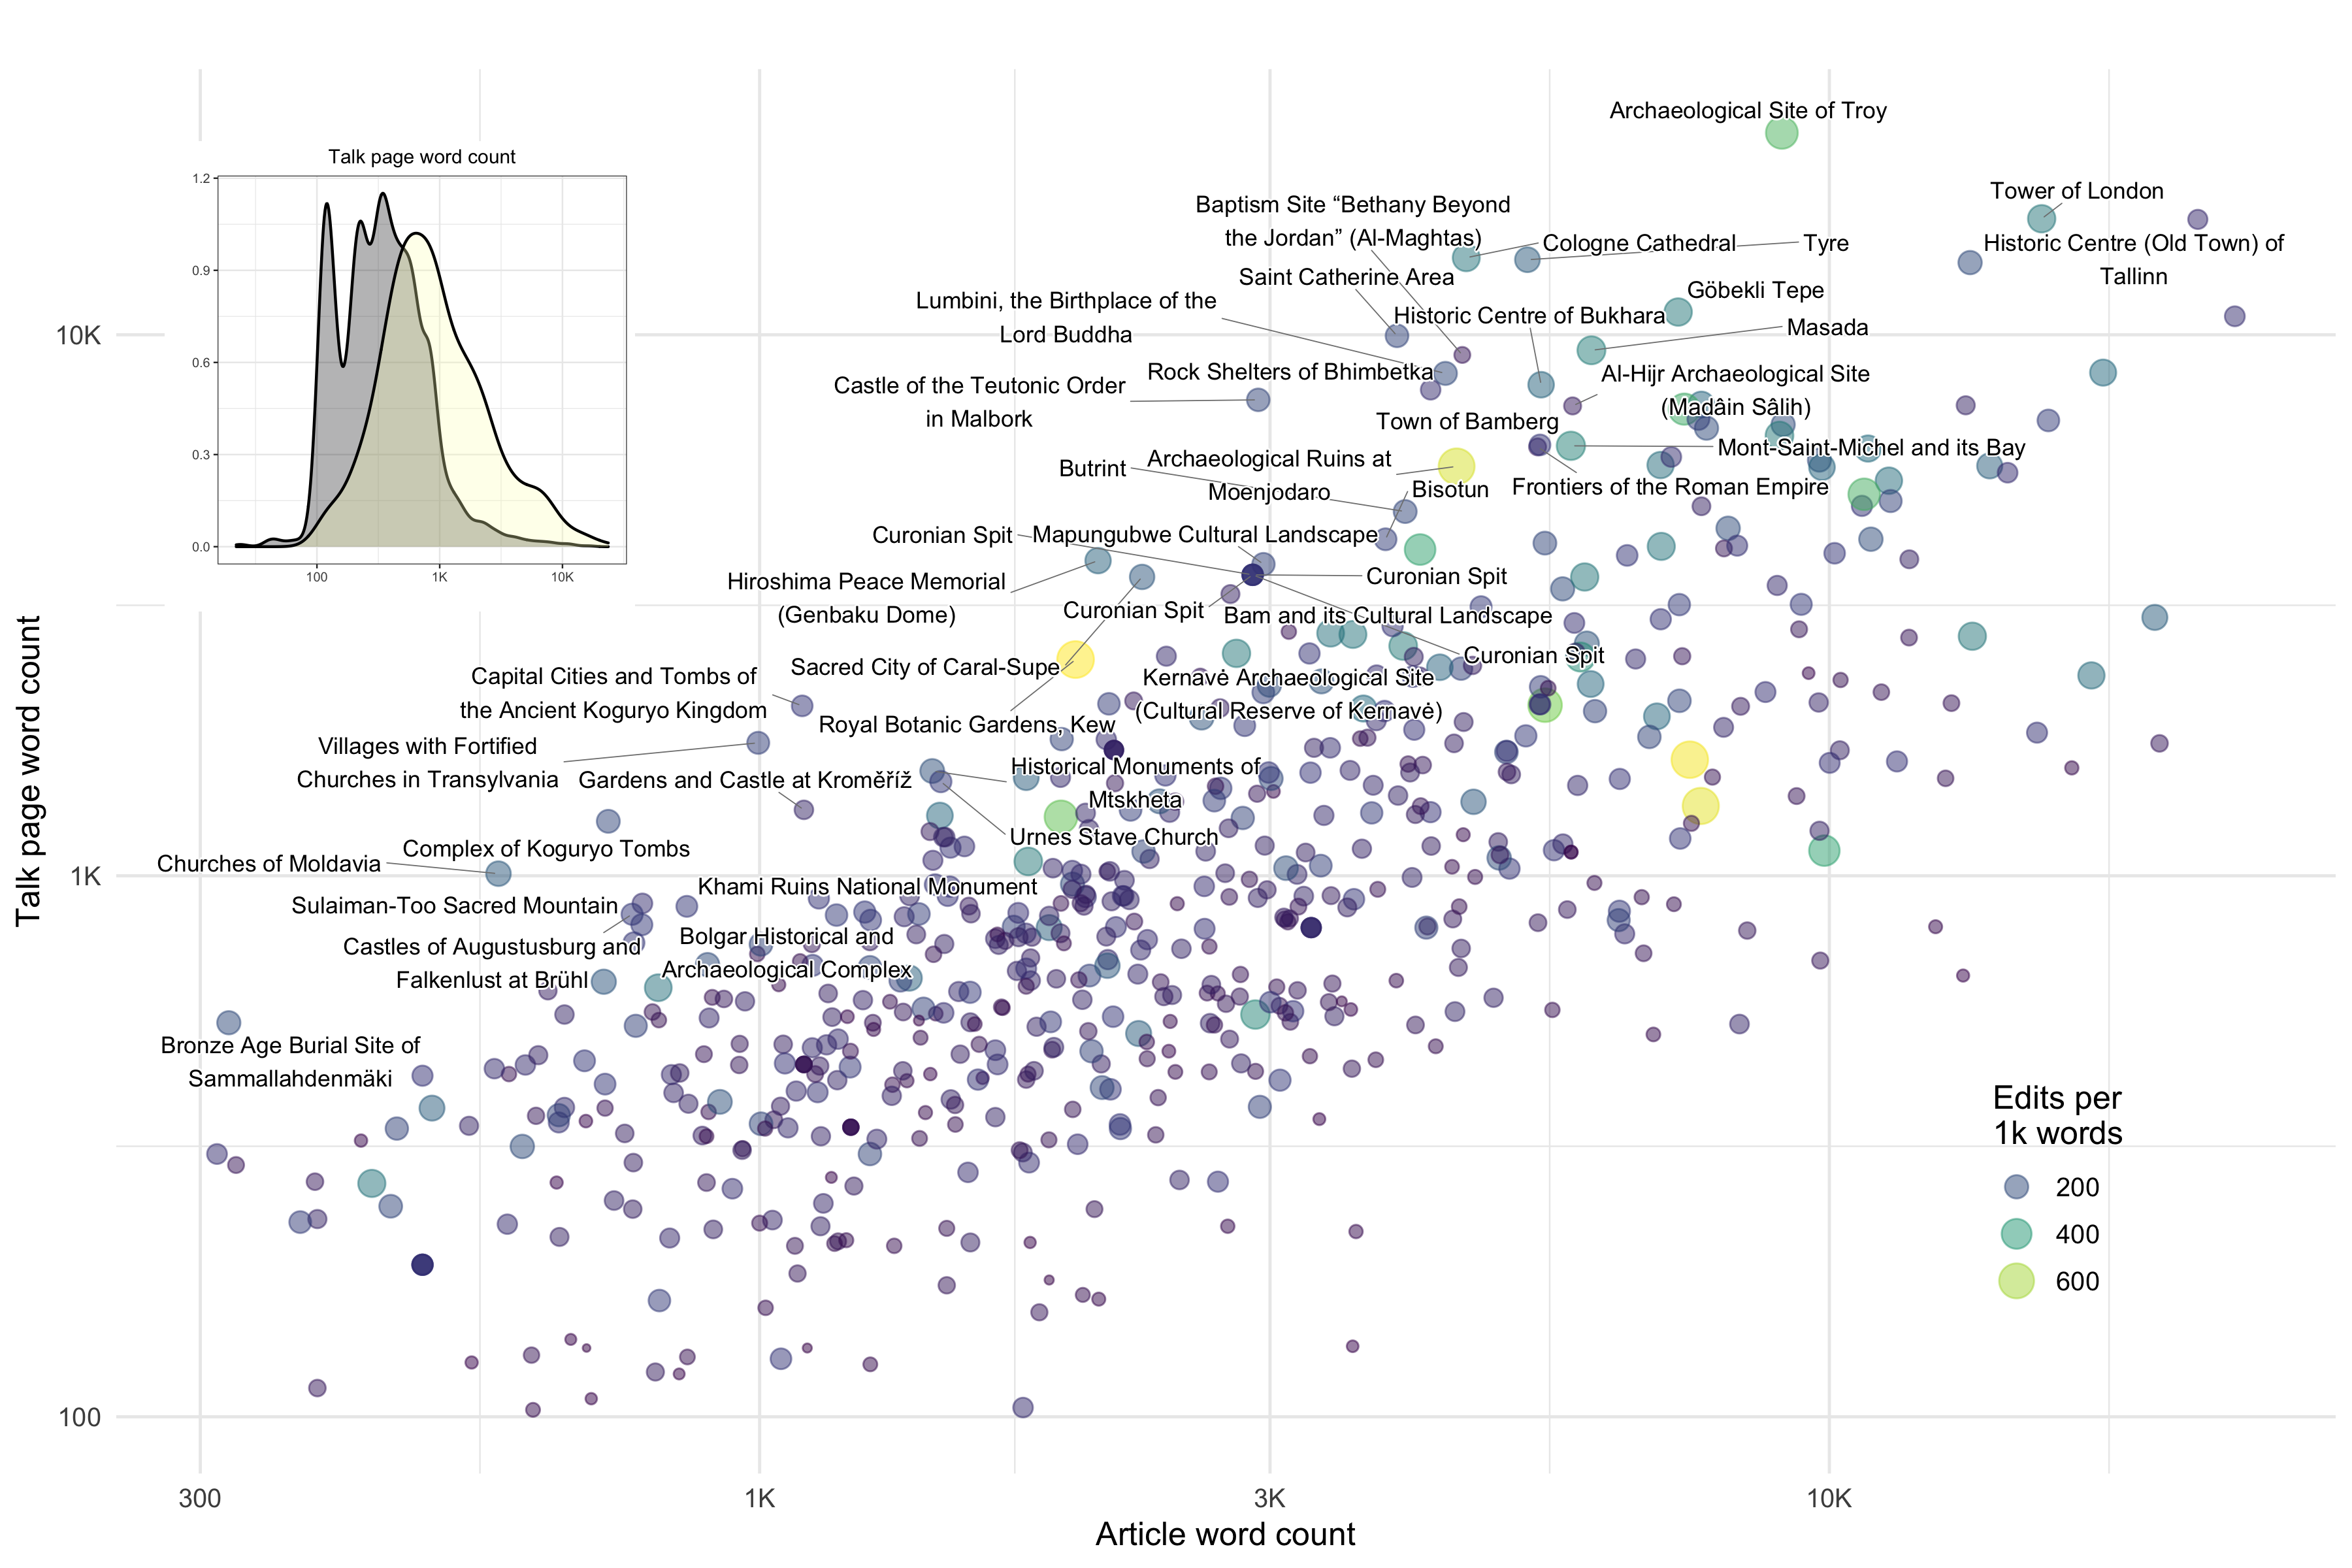 Archaeological Site of Troy
Talk page word count
1.2
0.9
0.6
0.3
0.0
100
1K
10K
Tower of London
Baptism Site “Bethany Beyond
the Jordan” (Al-Maghtas)
Cologne Cathedral
Tyre
Historic Centre (Old Town) of
Tallinn
Saint Catherine Area
Göbekli Tepe
Lumbini, the Birthplace of the
Lord Buddha
Historic Centre of Bukhara
Masada
Rock Shelters of Bhimbetka
Al-Hijr Archaeological Site
(Madâin Sâlih)
Castle of the Teutonic Order
in Malbork
Town of Bamberg
Mont-Saint-Michel and its Bay
Butrint
Archaeological Ruins at
Moenjodaro
Bisotun
Frontiers of the Roman Empire
Curonian Spit
Mapungubwe Cultural Landscape
Hiroshima Peace Memorial
(Genbaku Dome)
Curonian Spit
Curonian Spit
Bam and its Cultural Landscape
Sacred City of Caral-Supe
Curonian Spit
Capital Cities and Tombs of
the Ancient Koguryo Kingdom
Kernavė Archaeological Site
(Cultural Reserve of Kernavė)
Royal Botanic Gardens, Kew
Villages with Fortified
Churches in Transylvania
Gardens and Castle at Kroměříž
Historical Monuments of
Mtskheta
Urnes Stave Church
Complex of Koguryo Tombs
Churches of Moldavia
Khami Ruins National Monument
Sulaiman-Too Sacred Mountain
Castles of Augustusburg and
Falkenlust at Brühl
Bolgar Historical and
Archaeological Complex
Bronze Age Burial Site of
Sammallahdenmäki
Talk page word count
10K
1K
100
300
1K
3K
10K
Article word count
Edits per
1k words
200
400
600